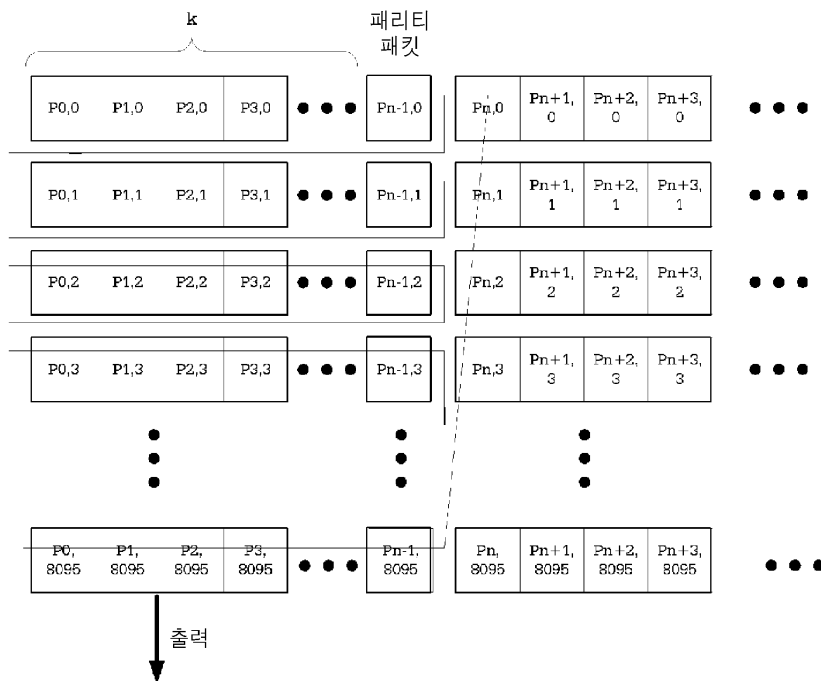 k
패리티
패킷
P0,0 P1,0 P2,0 P3,0 Pn-1,0 Pn,0 Pn+1,
0 Pn+2,
0 Pn+3,
0
P0,1 P1,1 P2,1 P3,1 Pn-1,1 Pn,1 Pn+1,
1 Pn+2,
1 Pn+3,
1
P0,2 P1,2 P2,2 P3,2 Pn-1,2 Pn,2 Pn+1,
2 Pn+2,
2 Pn+3,
2
P0,3 P1,3 P2,3 P3,3 Pn-1,3 Pn,3 Pn+1,
3 Pn+2,
3 Pn+3,
3
P0,
8095 P1,
8095 P2,
8095 P3,
8095 Pn-1,
8095 Pn,
8095 Pn+1,
8095 Pn+2,
8095 Pn+3,
8095
출력